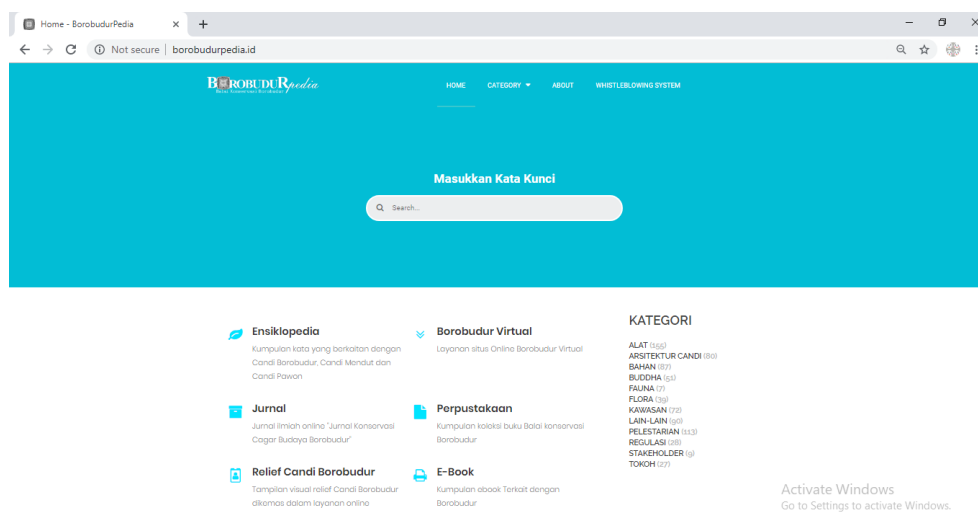 Home - BorobudurPedia
Not secure | borobudurpedia.id
BOROBUDURpedia
Balai Konservasi Borobudur
HOME CATEGORY ABOUT WHISTLEBLOWING SYSTEM
Masukkan Kata Kunci
Search...
Ensiklopedia
Kumpulan kata yang berkaitan dengan
Candi Borobudur, Candi Mendut dan
Candi Pawon
Borobudur Virtual
Layanan situs Online Borobudur Virtual
Jurnal
Jurnal Ilmiah online "Jurnal Konservasi
Cagar Budaya Borobudur"
Perpustakaan
Kumpulan koleksi buku Balai konservasi
Borobudur
Relief Candi Borobudur
Tampilan visual relief Candi Borobudur
dikemas dalam layanan online
E-Book
Kumpulan ebook Terkait dengan
Borobudur
KATEGORI
ALAT (155)
ARSITEKTUR CANDI (80)
BAHAN (87)
BUDDHA (51)
FAUNA (7)
FLORA (39)
KAWASAN (72)
LAIN-LAIN (90)
PELESTARIAN (113)
REGULASI (28)
STAKEHOLDER (9)
TOKOH (27)
Activate Windows
Go to Settings to activate Windows.